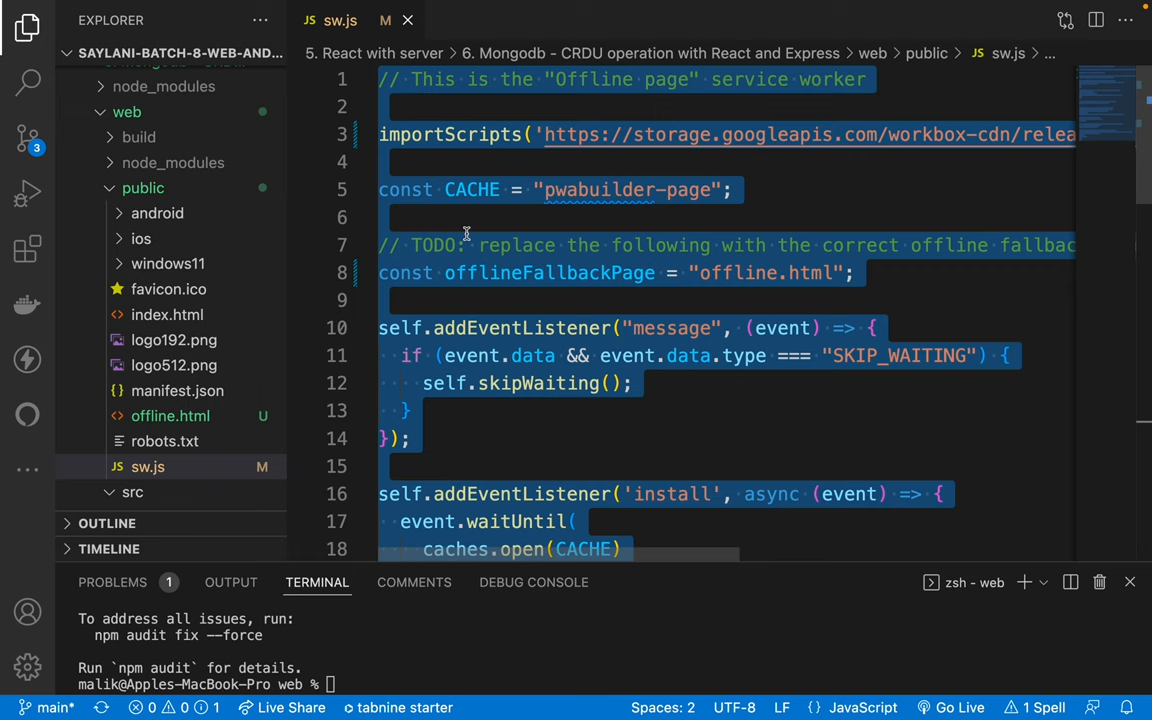 EXPLORER
JS sw.js M
SAYLANI-BATCH-8-WEB-AND...
5. React with server > 6. Mongodb - CRDU operation with React and Express > web > public > JS sw.js > ...
node_modules
web
build
node_modules
public
android
ios
windows11
favicon.ico
<> index.html
logo192.png
logo512.png
{} manifest.json
<> offline.html U
robots.txt
JS sw.js M
src
OUTLINE
TIMELINE
3
1 // This is the "Offline page" service worker
2
3 importScripts('https://storage.googleapis.com/workbox-cdn/relea
4
5 const CACHE = "pwabuilder-page";
6
7 // TODO: replace the following with the correct offline fallbac
8 const offlineFallbackPage = "offline.html";
9
10 self.addEventListener("message", (event) => {
11 if (event.data && event.data.type === "SKIP_WAITING") {
12 self.skipWaiting();
13 }
14 });
15
16 self.addEventListener('install', async (event) => {
17 event.waitUntil(
18 caches.open(CACHE)
PROBLEMS 1 OUTPUT TERMINAL COMMENTS DEBUG CONSOLE zsh - web
To address all issues, run:
npm audit fix --force
Run `npm audit` for details.
malik@Apples-MacBook-Pro web %
main* 0 0 1 Live Share tabnine starter Spaces: 2 UTF-8 LF {} JavaScript Go Live 1 Spell